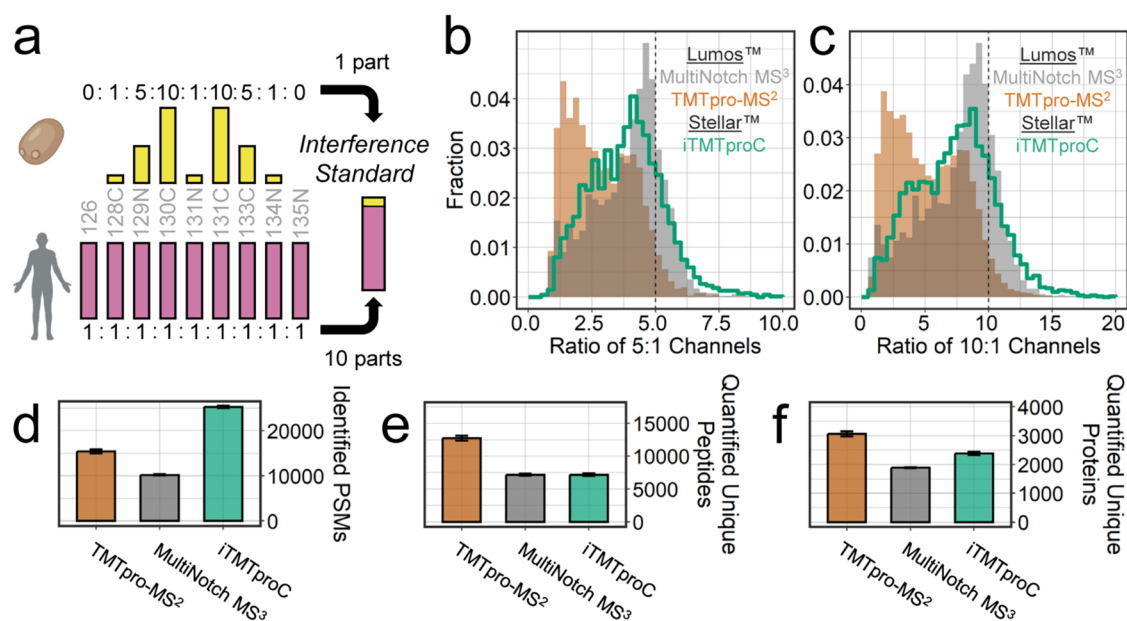 a
0:1:5:10:1:10:5:1:0
1 part
Interference
Standard
126
128C
129N
130C
131N
131C
133C
134N
135N
1:1:1:1:1:1:1:1:1
10 parts
b
Lumos™
MultiNotch MS³
TMTpro-MS²
Stellar™
iTMTproC
Fraction
0.04
0.03
0.02
0.01
0.00
0.0 2.5 5.0 7.5 10.0
Ratio of 5:1 Channels
c
Lumos™
MultiNotch MS³
TMTpro-MS²
Stellar™
iTMTproC
0.04
0.03
0.02
0.01
0.00
0 5 10 15 20
Ratio of 10:1 Channels
d
Identified PSMs
20000
10000
0
TMTpro-MS²
MultiNotch MS³
iTMTproC
e
Quantified Unique
Peptides
15000
10000
5000
0
TMTpro-MS²
MultiNotch MS³
iTMTproC
f
Quantified Unique
Proteins
4000
3000
2000
1000
0
TMTpro-MS²
MultiNotch MS³
iTMTproC